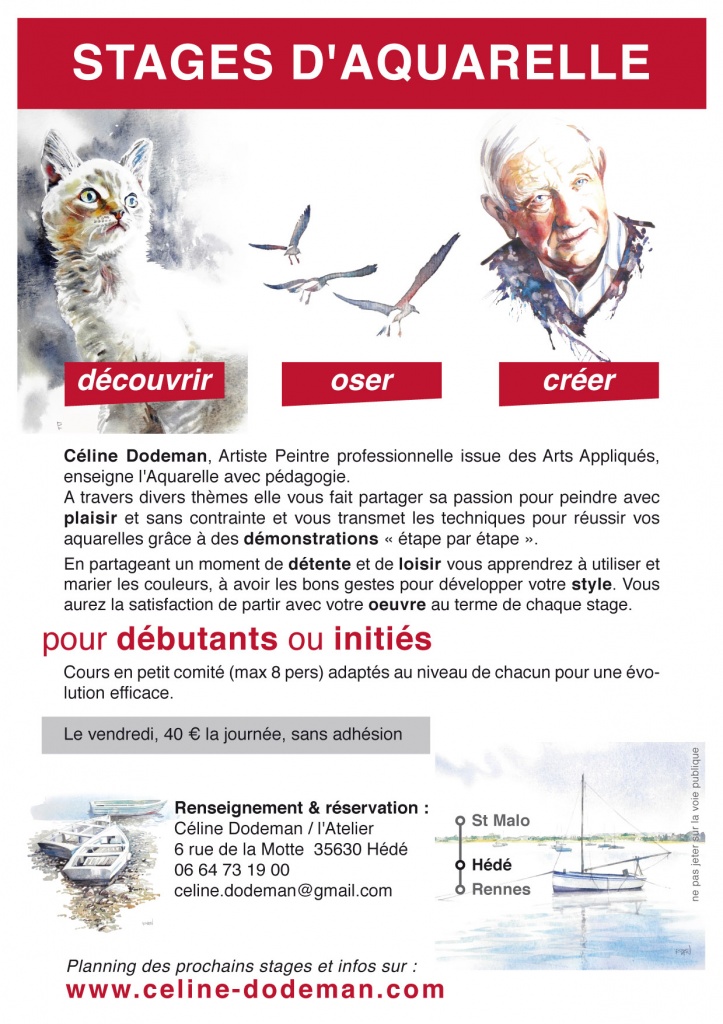 STAGES D'AQUARELLE
découvrir
oser
créer
Céline Dodeman, Artiste Peintre professionnelle issue des Arts Appliqués,
enseigne l'Aquarelle avec pédagogie.
A travers divers thèmes elle vous fait partager sa passion pour peindre avec
plaisir et sans contrainte et vous transmet les techniques pour réussir vos
aquarelles grâce à des démonstrations « étape par étape ».
En partageant un moment de détente et de loisir vous apprendrez à utiliser et
marier les couleurs, à avoir les bons gestes pour développer votre style. Vous
aurez la satisfaction de partir avec votre oeuvre au terme de chaque stage.
pour débutants ou initiés
Cours en petit comité (max 8 pers) adaptés au niveau de chacun pour une évo-
lution efficace.
Le vendredi, 40 € la journée, sans adhésion
Renseignement & réservation :
Céline Dodeman / l'Atelier
6 rue de la Motte 35630 Hédé
06 64 73 19 00
celine.dodeman@gmail.com
St Malo
Hédé
Rennes
ne pas jeter sur la voie publique
Planning des prochains stages et infos sur :
www.celine-dodeman.com